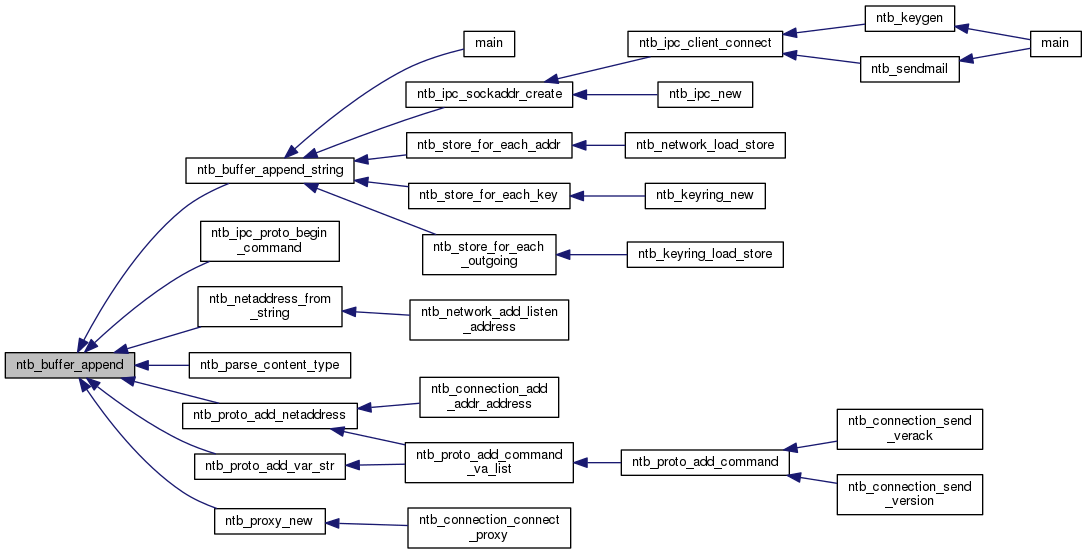 ntb_keygen
main
ntb_ipc_client_connect
main
ntb_sendmail
ntb_ipc_sockaddr_create
ntb_ipc_new
ntb_store_for_each_addr
ntb_network_load_store
ntb_buffer_append_string
ntb_store_for_each_key
ntb_keyring_new
ntb_ipc_proto_begin
_command
ntb_store_for_each
_outgoing
ntb_keyring_load_store
ntb_netaddress_from
_string
ntb_network_add_listen
_address
ntb_buffer_append
ntb_parse_content_type
ntb_connection_add
_addr_address
ntb_proto_add_netaddress
ntb_connection_send
_verack
ntb_proto_add_var_str
ntb_proto_add_command
_va_list
ntb_proto_add_command
ntb_connection_send
_version
ntb_proxy_new
ntb_connection_connect
_proxy